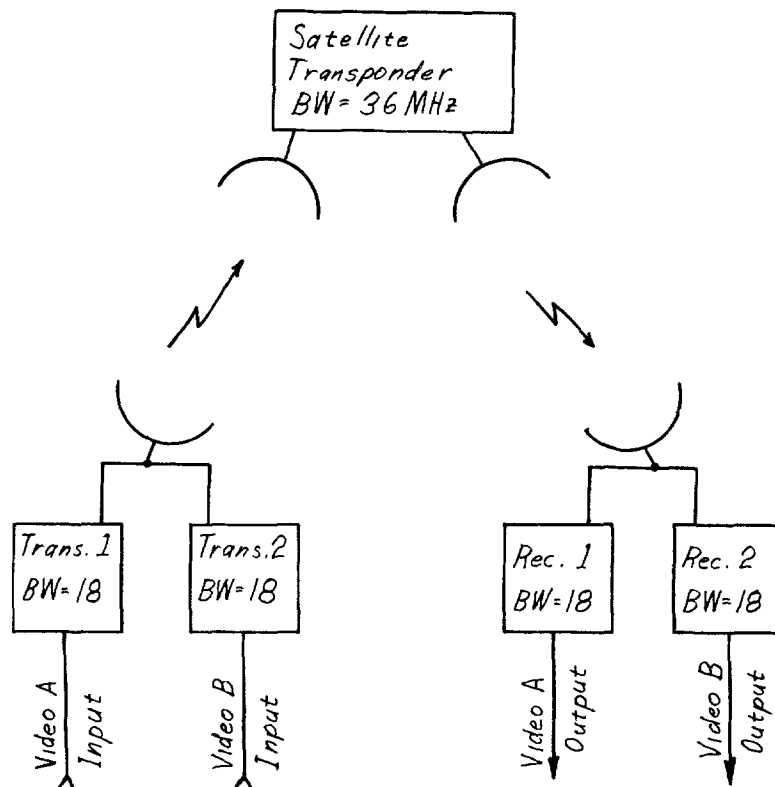 Satellite
Transponder
BW= 36 MHz
Trans. 1
BW=18
Trans.2
BW=18
Rec. 1
BW=18
Rec. 2
BW=18
Video A
Input
Video B
Input
Video A
Output
Video B
Output